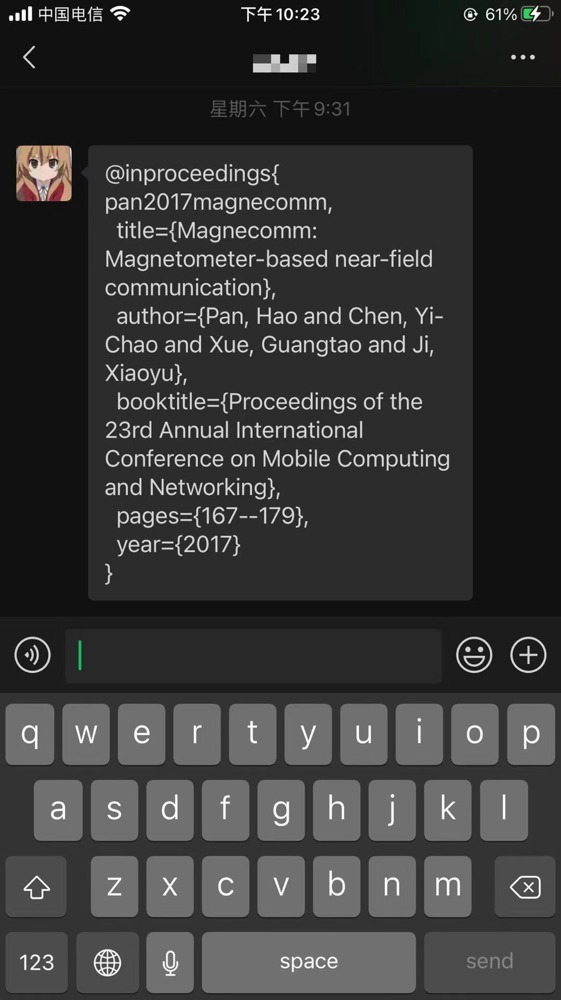 中国电信 下午10:23 61%
星期六 下午9:31
@inproceedings{
pan2017magnecomm,
  title={Magnecomm:
Magnetometer-based near-field
communication},
  author={Pan, Hao and Chen, Yi-
Chao and Xue, Guangtao and Ji,
Xiaoyu},
  booktitle={Proceedings of the
23rd Annual International
Conference on Mobile Computing
and Networking},
  pages={167--179},
  year={2017}
}
q w e r t y u i o p
a s d f g h j k l
z x c v b n m
123 space send